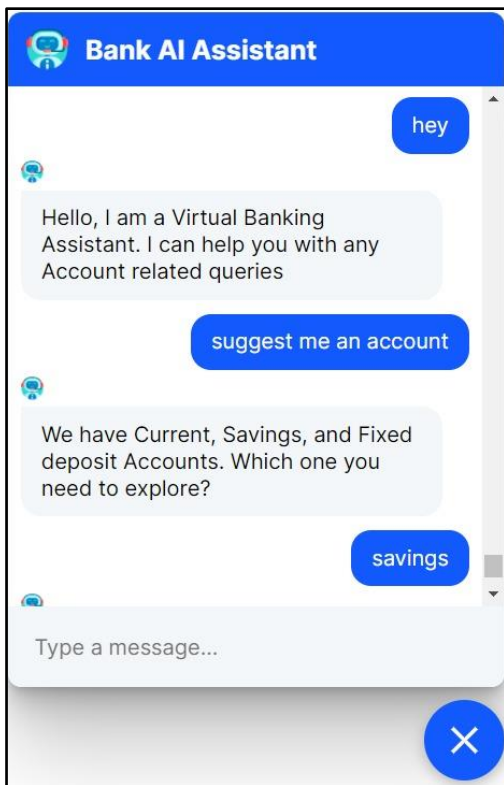 Bank AI Assistant
hey
Hello, I am a Virtual Banking
Assistant. I can help you with any
Account related queries
suggest me an account
We have Current, Savings, and Fixed
deposit Accounts. Which one you
need to explore?
savings
Type a message...